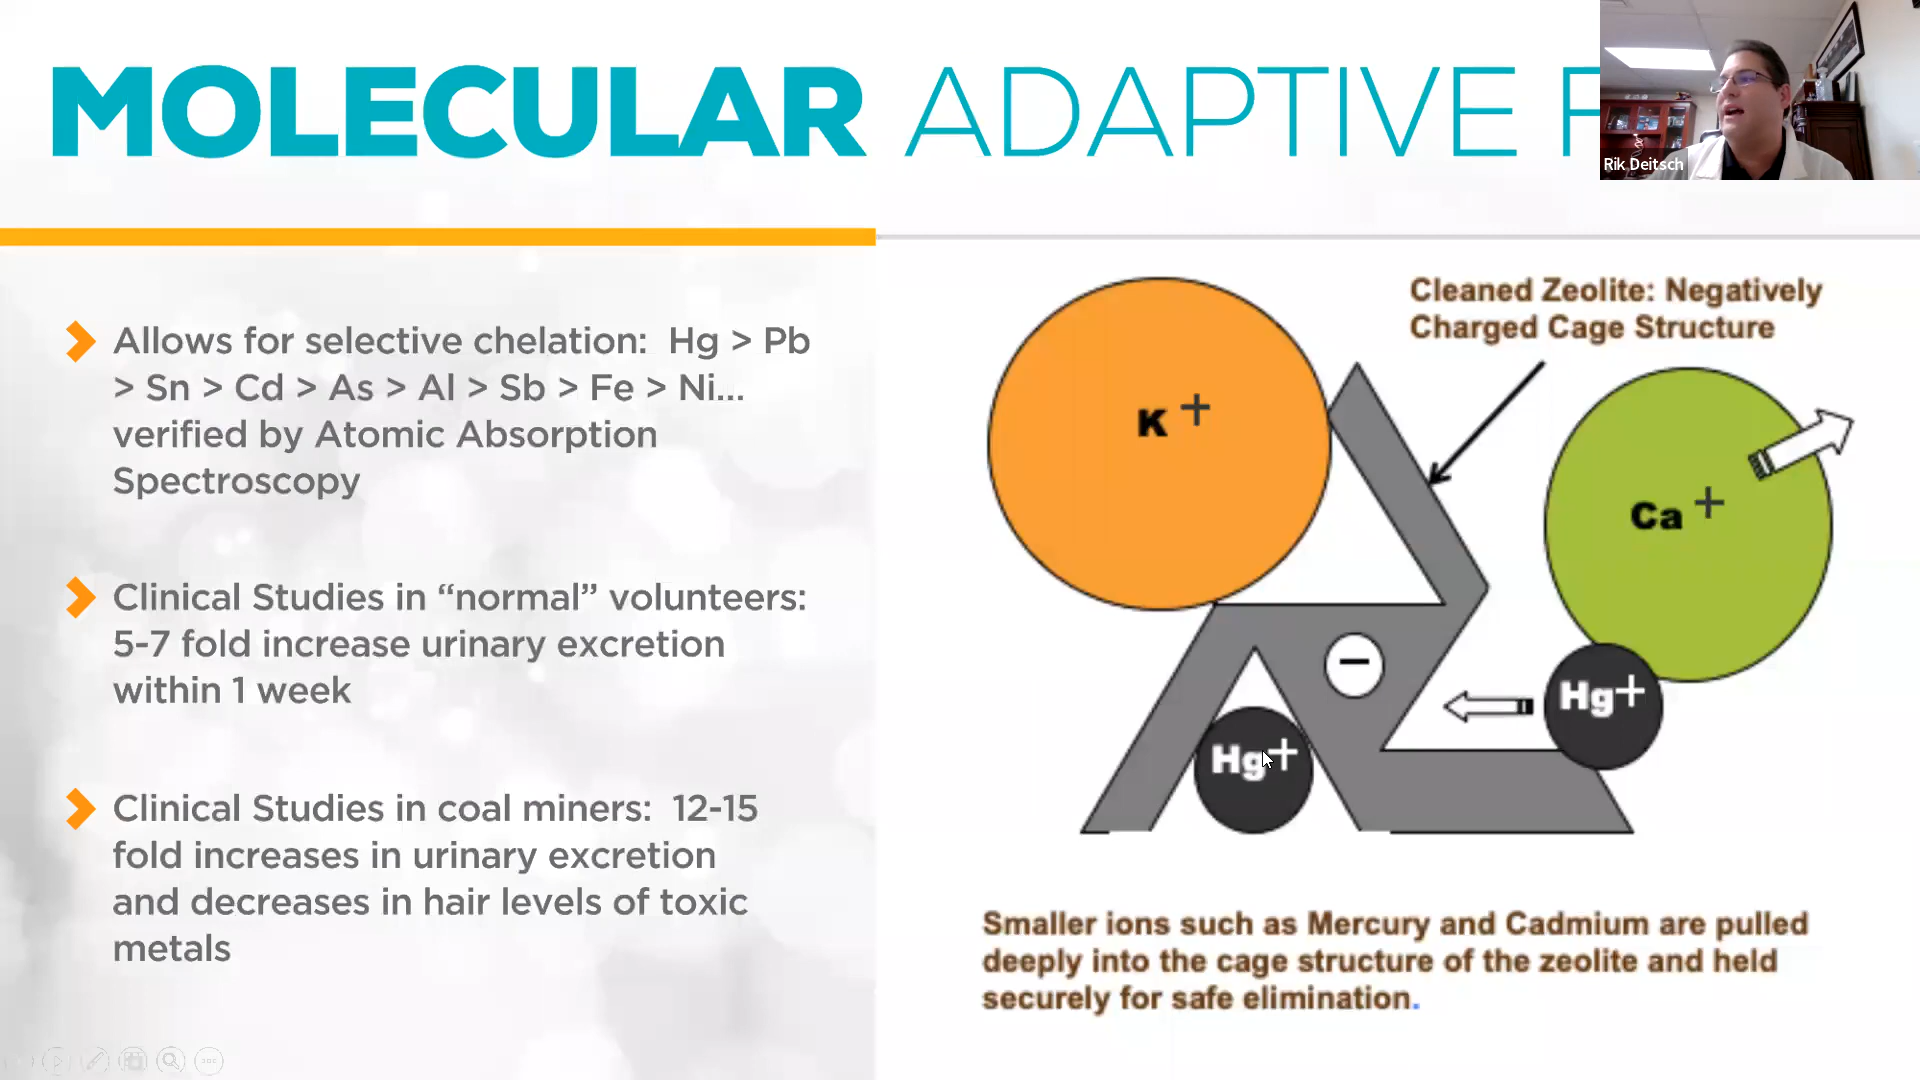 MOLECULAR ADAPTIVE
Rik Deitsch
Allows for selective chelation: Hg > Pb
> Sn > Cd > As > Al > Sb > Fe > Ni...
verified by Atomic Absorption
Spectroscopy
Clinical Studies in “normal” volunteers:
5-7 fold increase urinary excretion
within 1 week
Clinical Studies in coal miners: 12-15
fold increases in urinary excretion
and decreases in hair levels of toxic
metals
Cleaned Zeolite: Negatively
Charged Cage Structure
K +
Ca +
−
Hg+
Hg+
Smaller ions such as Mercury and Cadmium are pulled
deeply into the cage structure of the zeolite and held
securely for safe elimination.